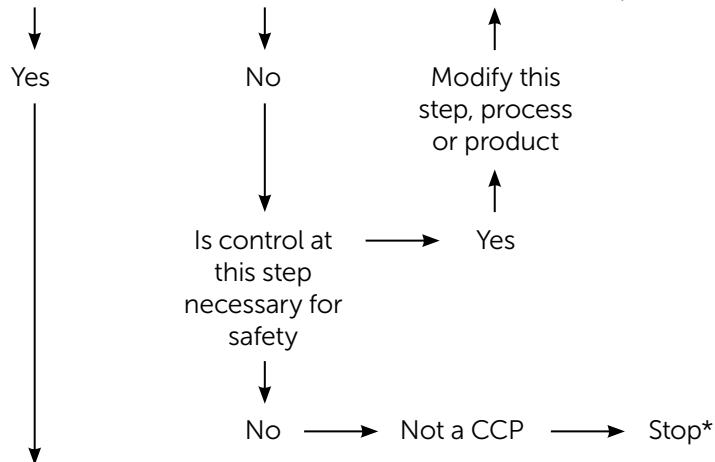 Yes
No
Modify this
step, process
or product
Is control at
this step
necessary for
safety
Yes
No
Not a CCP
Stop*